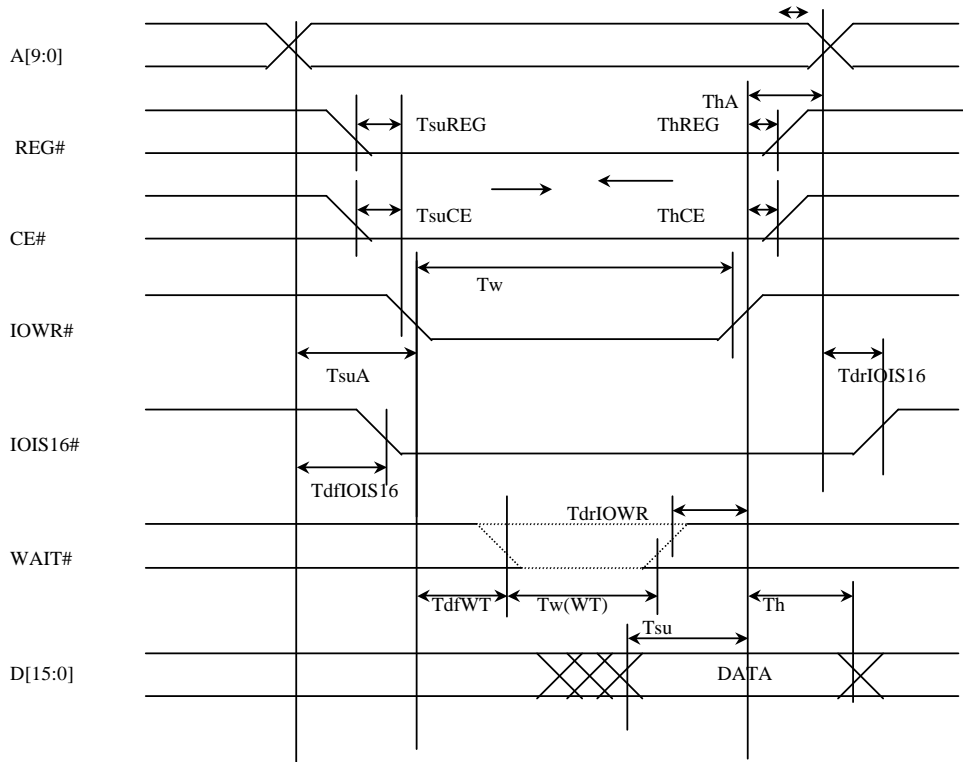 A[9:0]
ThA
TsuREG
ThREG
REG#
TsuCE
ThCE
CE#
Tw
IOWR#
TsuA
TdrIOIS16
IOIS16#
TdfIOIS16
TdrIOWR
WAIT#
TdfWT
Tw(WT)
Th
Tsu
D[15:0]
DATA